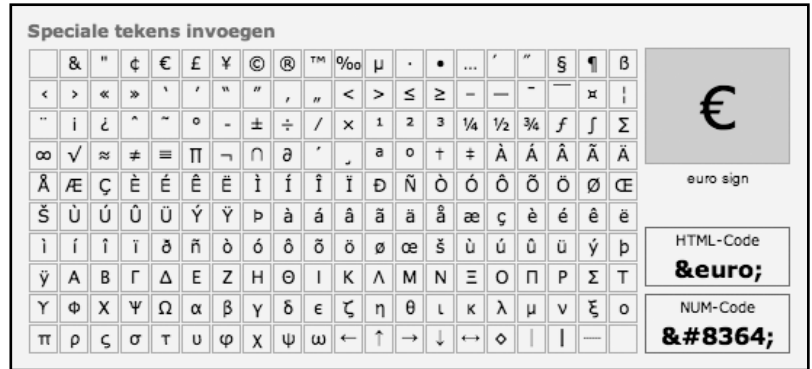 Speciale tekens invoegen
& " ¢ € £ ¥ © ® ™ ‰ µ · • … ′ ″ § ¶ ß
‹ › « » ‘ ’ “ ” ‚ „ < > ≤ ≥ – — ¯ ‾ ¤ ¦
¨ ¡ ¿ ˆ ˜ ° - ± ÷ ⁄ × ¹ ² ³ ¼ ½ ¾ ƒ ∫ Σ
∞ √ ≈ ≠ ≡ Π ¬ ∩ ∂ ´ ¸ ª º † ‡ À Á Â Ã Ä
Å Æ Ç È É Ê Ë Ì Í Î Ï Ð Ñ Ò Ó Ô Õ Ö Ø Œ
Š Ù Ú Û Ü Ý Ÿ Þ à á â ã ä å æ ç è é ê ë
ì í î ï ð ñ ò ó ô õ ö ø œ š ù ú û ü ý þ
ÿ Α Β Γ Δ Ε Ζ Η Θ Ι Κ Λ Μ Ν Ξ Ο Π Ρ Σ Τ
Υ Φ Χ Ψ Ω α β γ δ ε ζ η θ ι κ λ μ ν ξ ο
π ρ ς σ τ υ φ χ ψ ω ← ↑ → ↓ ↔ ◊ | | —
€
euro sign
HTML-Code
&euro;
NUM-Code
&#8364;